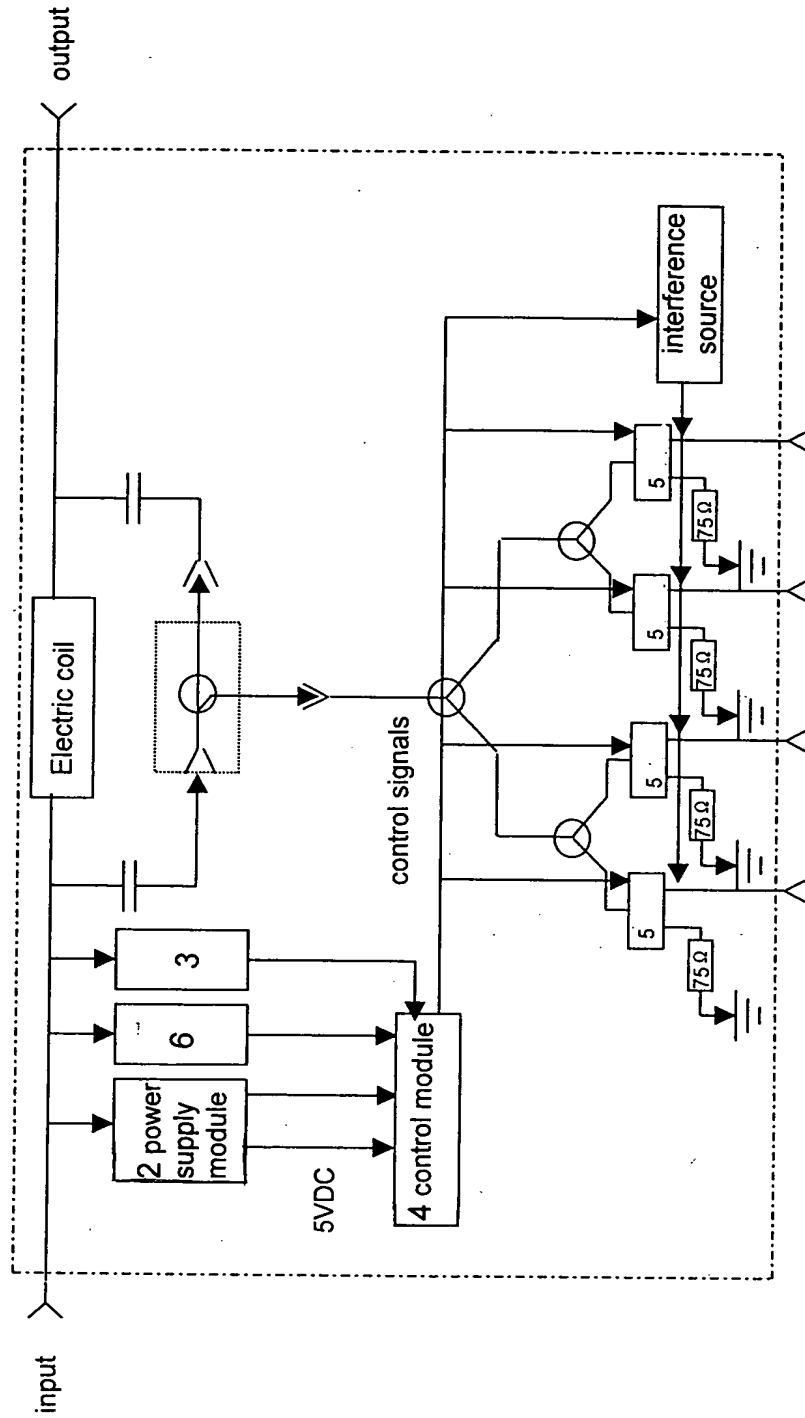 input
output
Electric coil
2 power
supply
module
6
3
5VDC
4 control module
control signals
interference
source
5
5
5
5
75Ω
75Ω
75Ω
75Ω